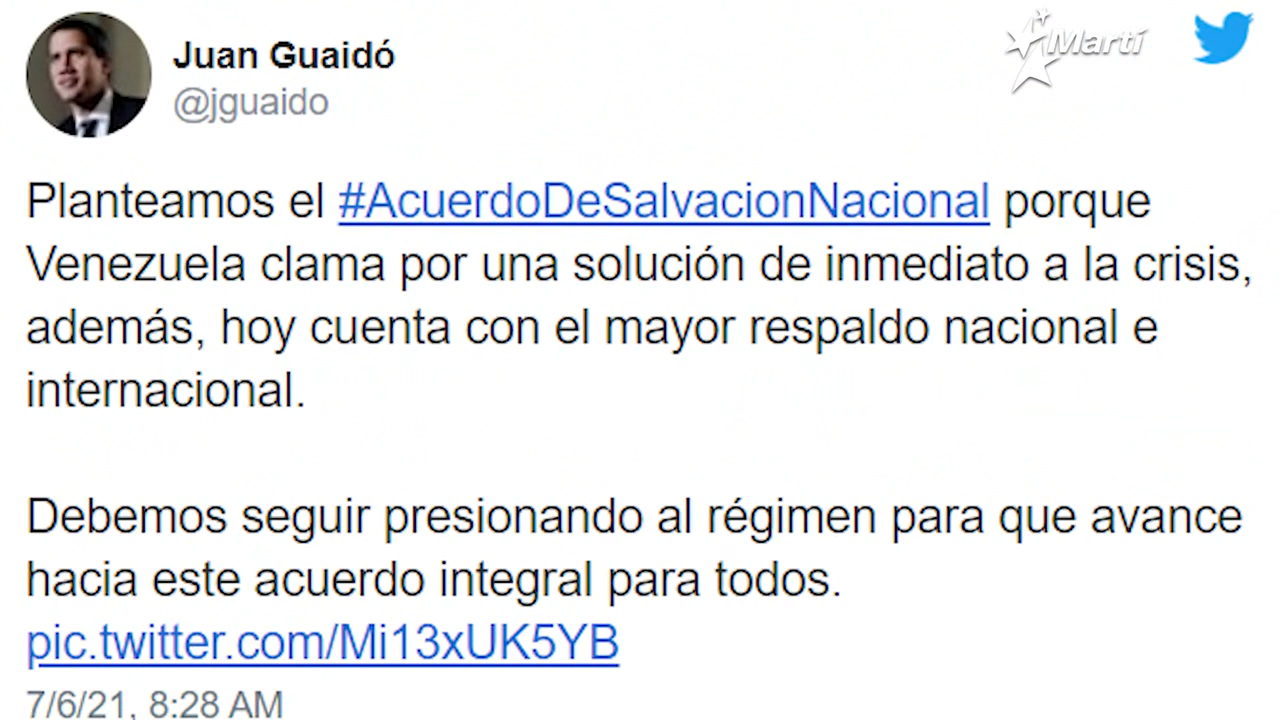 Juan Guaidó
@jguaido
Martí
Planteamos el #AcuerdoDeSalvacionNacional porque
Venezuela clama por una solución de inmediato a la crisis,
además, hoy cuenta con el mayor respaldo nacional e
internacional.
Debemos seguir presionando al régimen para que avance
hacia este acuerdo integral para todos.
pic.twitter.com/Mi13xUK5YB
7/6/21, 8:28 AM